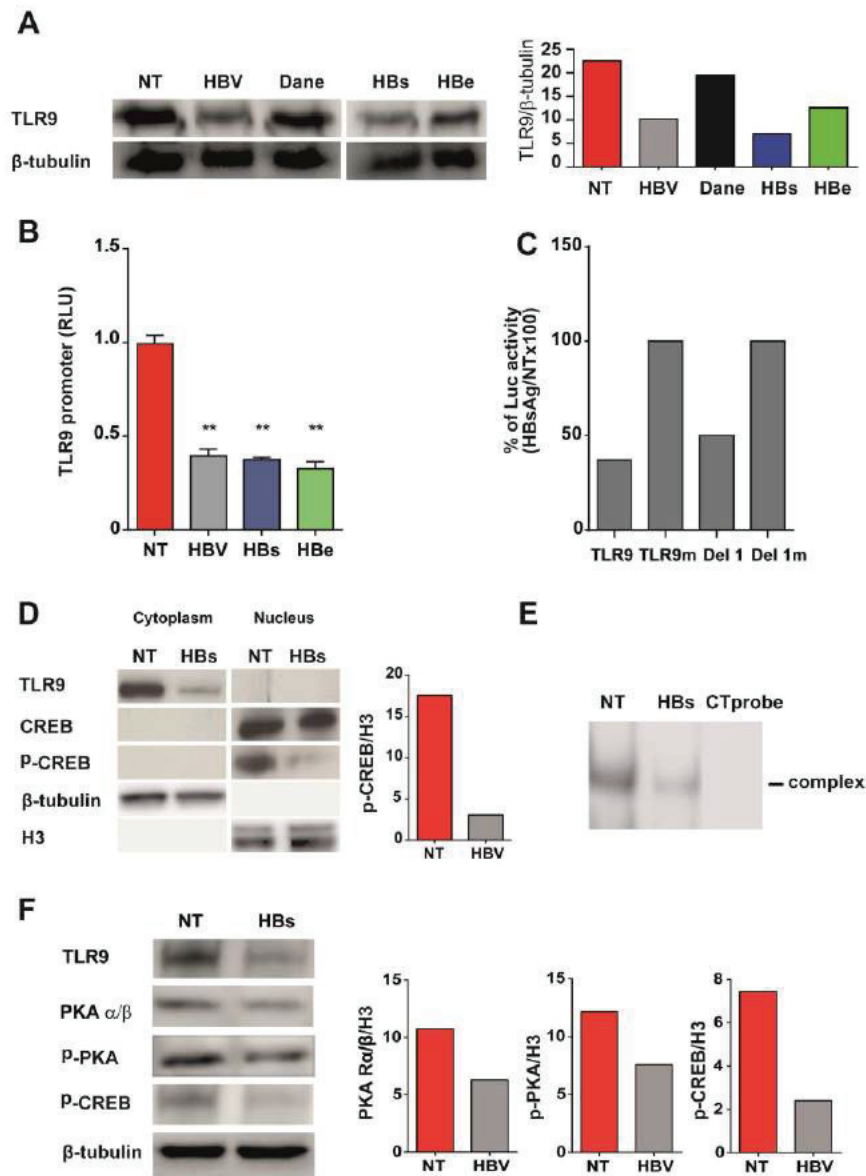 A
NT HBV Dane HBs HBe
TLR9
β-tubulin
TLR9/β-tubulin
25
20
15
10
5
0
NT HBV Dane HBs HBe
B
TLR9 promoter (RLU)
1.5
1.0
0.5
0
** ** **
NT HBV HBs HBe
C
% of Luc activity
(HBsAg/NTx100)
150
100
50
0
TLR9 TLR9m Del 1 Del 1m
D
Cytoplasm Nucleus
NT HBs NT HBs
TLR9
CREB
p-CREB
β-tubulin
H3
p-CREB/H3
20
15
10
5
0
NT HBV
E
NT HBs CTprobe
complex
F
NT HBs
TLR9
PKA α/β
p-PKA
p-CREB
β-tubulin
PKA Rα/β/H3
15
10
5
0
NT HBV
p-PKA/H3
15
10
5
0
NT HBV
p-CREB/H3
8
6
4
2
0
NT HBV